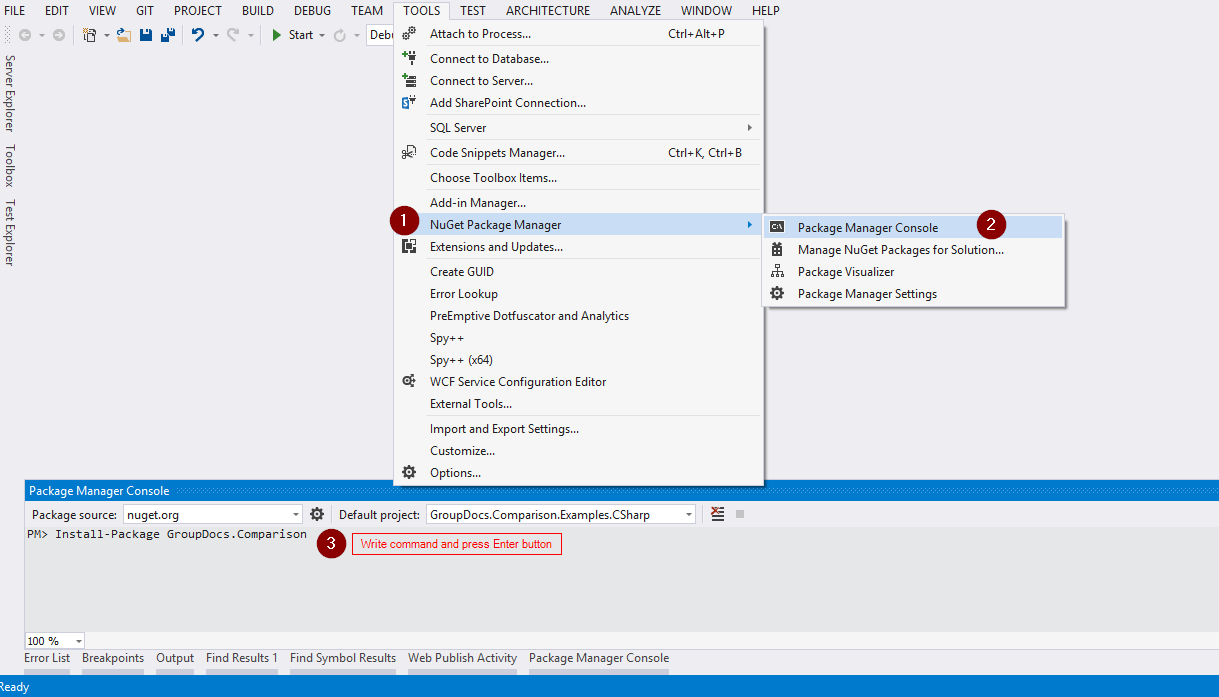 FILE EDIT VIEW GIT PROJECT BUILD DEBUG TEAM TOOLS TEST ARCHITECTURE ANALYZE WINDOW HELP
Start Debu
Server Explorer
Toolbox
Test Explorer
Attach to Process... Ctrl+Alt+P
Connect to Database...
Connect to Server...
Add SharePoint Connection...
SQL Server
Code Snippets Manager... Ctrl+K, Ctrl+B
Choose Toolbox Items...
Add-in Manager...
1 NuGet Package Manager
Extensions and Updates...
Create GUID
Error Lookup
PreEmptive Dotfuscator and Analytics
Spy++
Spy++ (x64)
WCF Service Configuration Editor
External Tools...
Import and Export Settings...
Customize...
Options...
C:\ Package Manager Console 2
Manage NuGet Packages for Solution...
Package Visualizer
Package Manager Settings
Package Manager Console
Package source: nuget.org Default project: GroupDocs.Comparison.Examples.CSharp
PM> Install-Package GroupDocs.Comparison 3 Write command and press Enter button
100 %
Error List Breakpoints Output Find Results 1 Find Symbol Results Web Publish Activity Package Manager Console
Ready